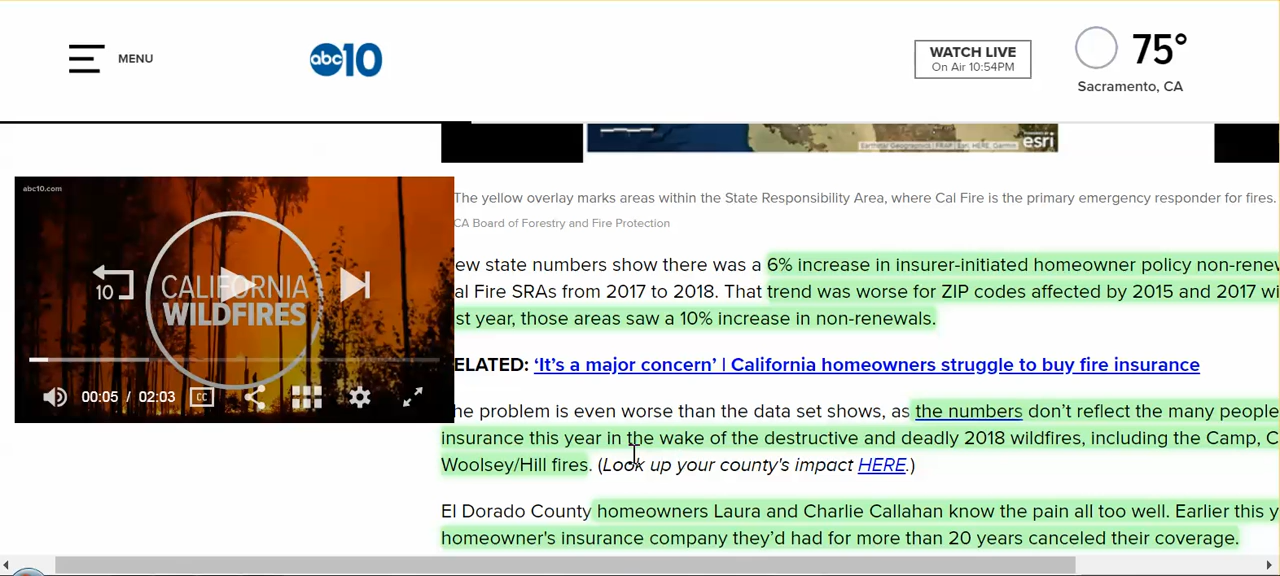 MENU
abc10
WATCH LIVE
On Air 10:54PM
75°
Sacramento, CA
esri
abc10.com
10
CALIFORNIA
WILDFIRES
00:05 / 02:03
CC
The yellow overlay marks areas within the State Responsibility Area, where Cal Fire is the primary emergency responder for fires.
CA Board of Forestry and Fire Protection
ew state numbers show there was a 6% increase in insurer-initiated homeowner policy non-renew
al Fire SRAs from 2017 to 2018. That trend was worse for ZIP codes affected by 2015 and 2017 wi
st year, those areas saw a 10% increase in non-renewals.
ELATED: ‘It’s a major concern’ | California homeowners struggle to buy fire insurance
he problem is even worse than the data set shows, as the numbers don’t reflect the many people
insurance this year in the wake of the destructive and deadly 2018 wildfires, including the Camp, C
Woolsey/Hill fires. (Look up your county's impact HERE.)
El Dorado County homeowners Laura and Charlie Callahan know the pain all too well. Earlier this y
homeowner's insurance company they’d had for more than 20 years canceled their coverage.